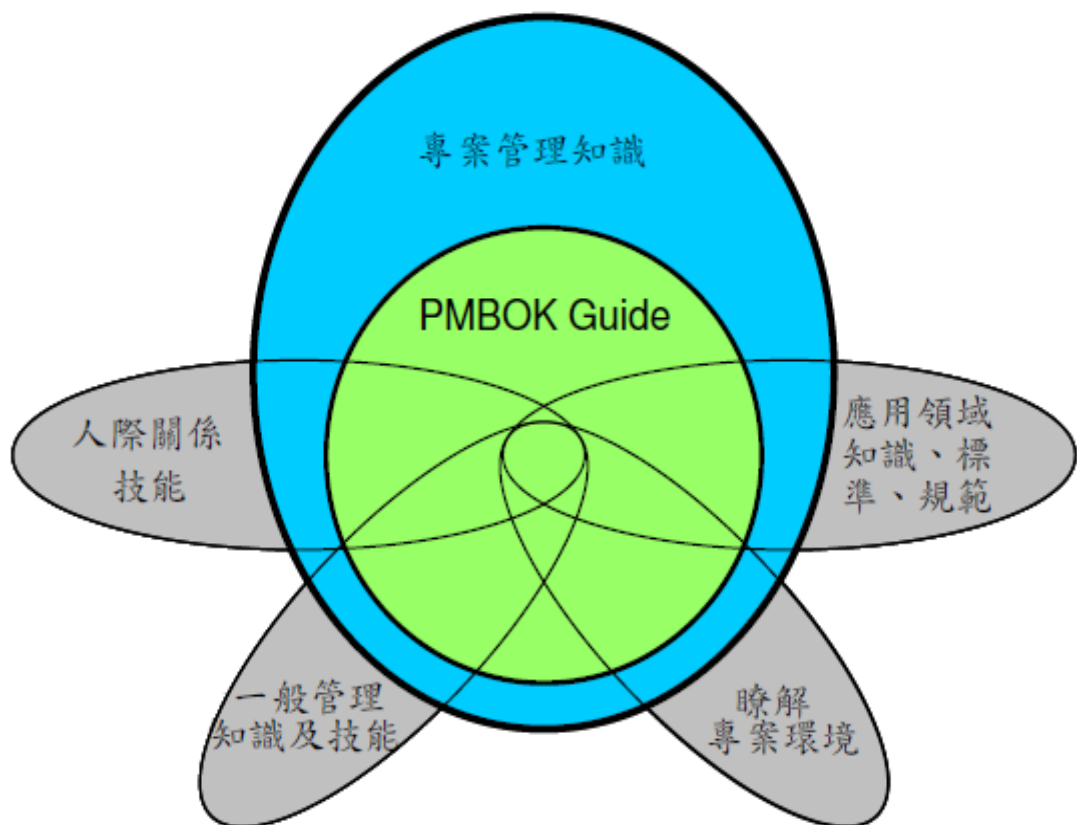 專案管理知識
PMBOK Guide
人際關係
技能
應用領域
知識、標
準、規範
一般管理
知識及技能
瞭解
專案環境